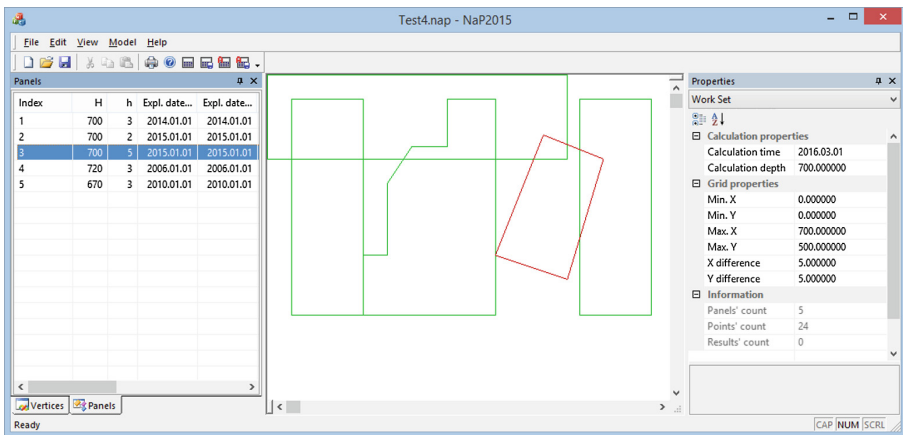 Test4.nap - NaP2015
File Edit View Model Help
Panels
Index H h Expl. date... Expl. date...
1 700 3 2014.01.01 2014.01.01
2 700 2 2015.01.01 2015.01.01
3 700 5 2015.01.01 2015.01.01
4 720 3 2006.01.01 2006.01.01
5 670 3 2010.01.01 2010.01.01
Vertices Panels
Properties
Work Set
Calculation properties
Calculation time 2016.03.01
Calculation depth 700.000000
Grid properties
Min. X 0.000000
Min. Y 0.000000
Max. X 700.000000
Max. Y 500.000000
X difference 5.000000
Y difference 5.000000
Information
Panels' count 5
Points' count 24
Results' count 0
Ready
CAP NUM SCRL